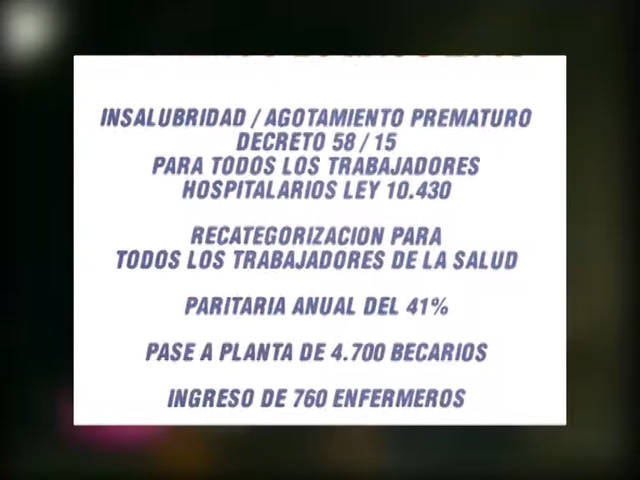 INSALUBRIDAD / AGOTAMIENTO PREMATURO
DECRETO 58 / 15
PARA TODOS LOS TRABAJADORES
HOSPITALARIOS LEY 10.430
RECATEGORIZACION PARA
TODOS LOS TRABAJADORES DE LA SALUD
PARITARIA ANUAL DEL 41%
PASE A PLANTA DE 4.700 BECARIOS
INGRESO DE 760 ENFERMEROS